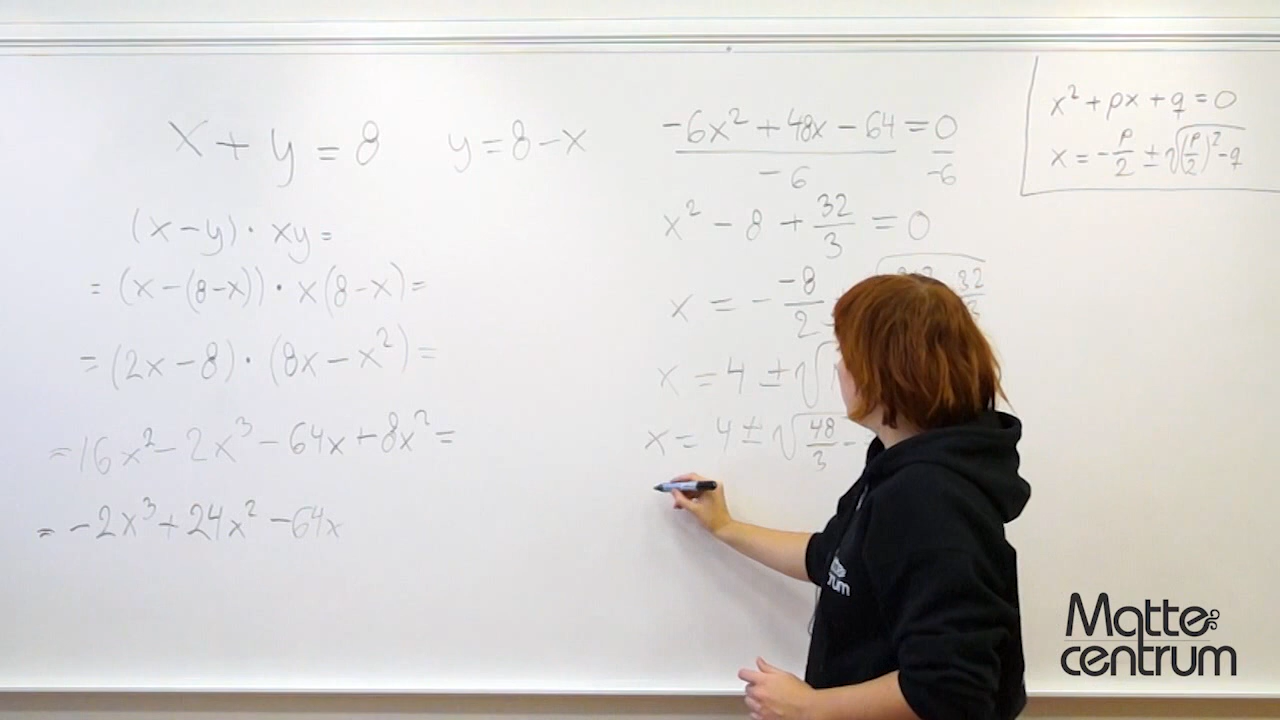 x + y = 8    y = 8 - x
(x - y) · xy =
= (x - (8 - x)) · x(8 - x) =
= (2x - 8) · (8x - x²) =
= 16x² - 2x³ - 64x + 8x² =
= -2x³ + 24x² - 64x
-6x² + 48x - 64 = 0
-6    -6
x² - 8 + 32/3 = 0
x = - -8/2
x = 4 ± √
x = 4 ± √ 48/3 -
x² + px + q = 0
x = - p/2 ± √(p/2)² - q
Matte
centrum